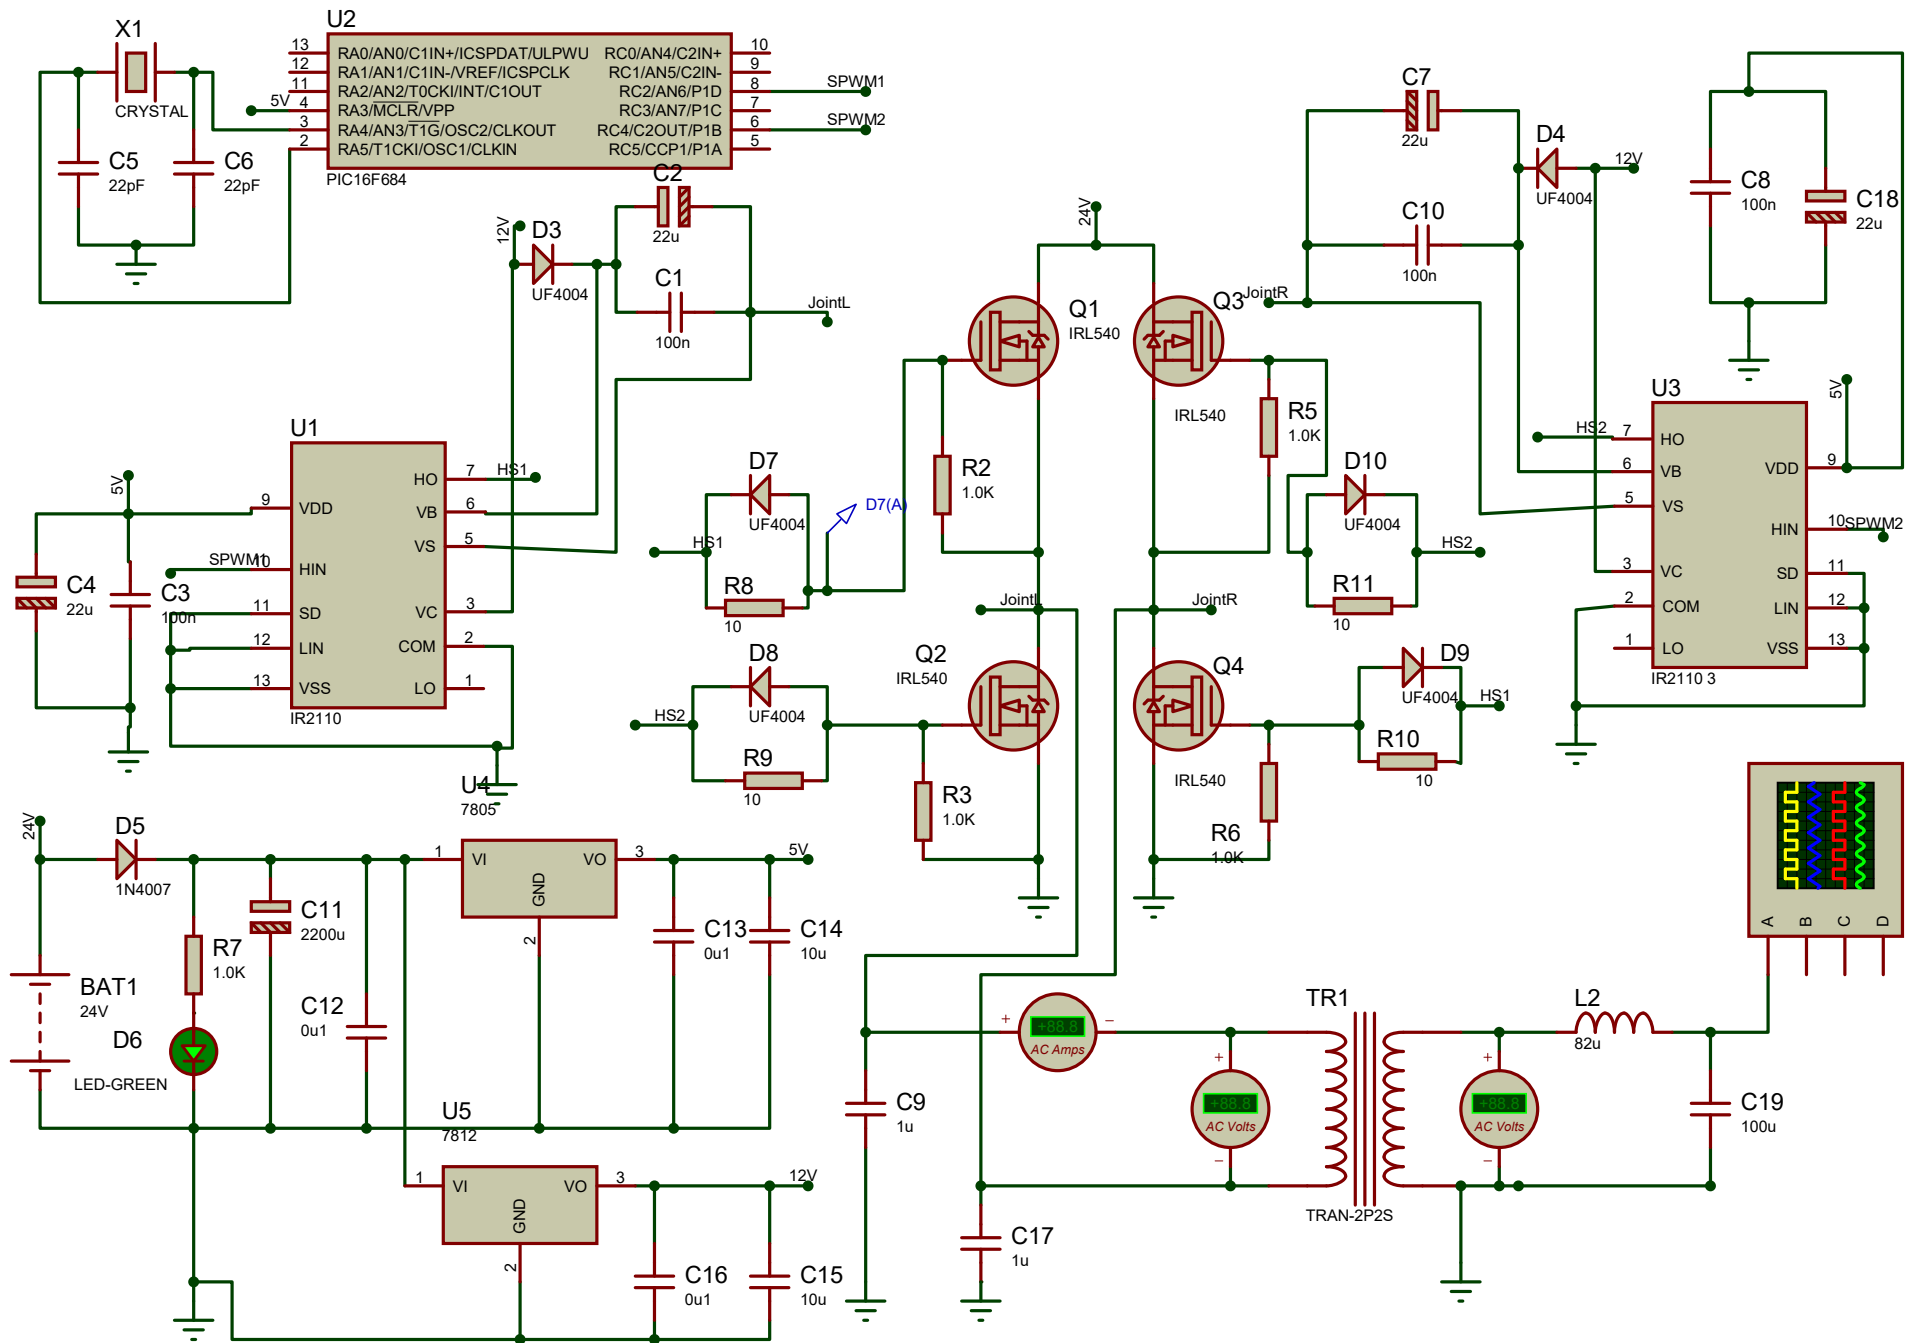 X1
CRYSTAL
C5
22pF
C6
22pF
U2
13 RA0/AN0/C1IN+/ICSPDAT/ULPWU RC0/AN4/C2IN+ 10
12 RA1/AN1/C1IN-/VREF/ICSPCLK RC1/AN5/C2IN- 9
11 RA2/AN2/T0CKI/INT/C1OUT RC2/AN6/P1D 8 SPWM1
5V 4 RA3/MCLR/VPP RC3/AN7/P1C 7
3 RA4/AN3/T1G/OSC2/CLKOUT RC4/C2OUT/P1B 6 SPWM2
2 RA5/T1CKI/OSC1/CLKIN RC5/CCP1/P1A 5
PIC16F684
C2
22u
12V
D3
UF4004
C1
100n
JointL
24V
Q1
IRL540
Q3
IRL540
JointR
C7
22u
C10
100n
D4
UF4004
12V
C8
100n
C18
22u
U1
5V
9 VDD
SPWM1 10 HIN
11 SD
12 LIN
13 VSS
HO 7 HS1
VB 6
VS 5
VC 3
COM 2
LO 1
IR2110
C4
22u
C3
100n
D7
UF4004
HS1
R8
10
D7(A)
R2
1.0K
R5
1.0K
D10
UF4004
HS2
R11
10
JointL
JointR
U3
5V
HS2 7 HO
6 VB
5 VS
3 VC
2 COM
1 LO
VDD 9
HIN 10 SPWM2
SD 11
LIN 12
VSS 13
IR2110 3
D8
UF4004
HS2
R9
10
Q2
IRL540
R3
1.0K
Q4
IRL540
R6
1.0K
D9
UF4004
HS1
R10
10
24V
D5
1N4007
BAT1
24V
R7
1.0K
D6
LED-GREEN
C11
2200u
C12
0u1
U4
7805
1 VI VO 3
GND
2
5V
C13
0u1
C14
10u
U5
7812
1 VI VO 3
GND
2
12V
C16
0u1
C15
10u
C9
1u
C17
1u
+ +88.8 −
AC Amps
+
+88.8
AC Volts
−
TR1
TRAN-2P2S
+
+88.8
AC Volts
−
L2
82u
C19
100u
A B C D